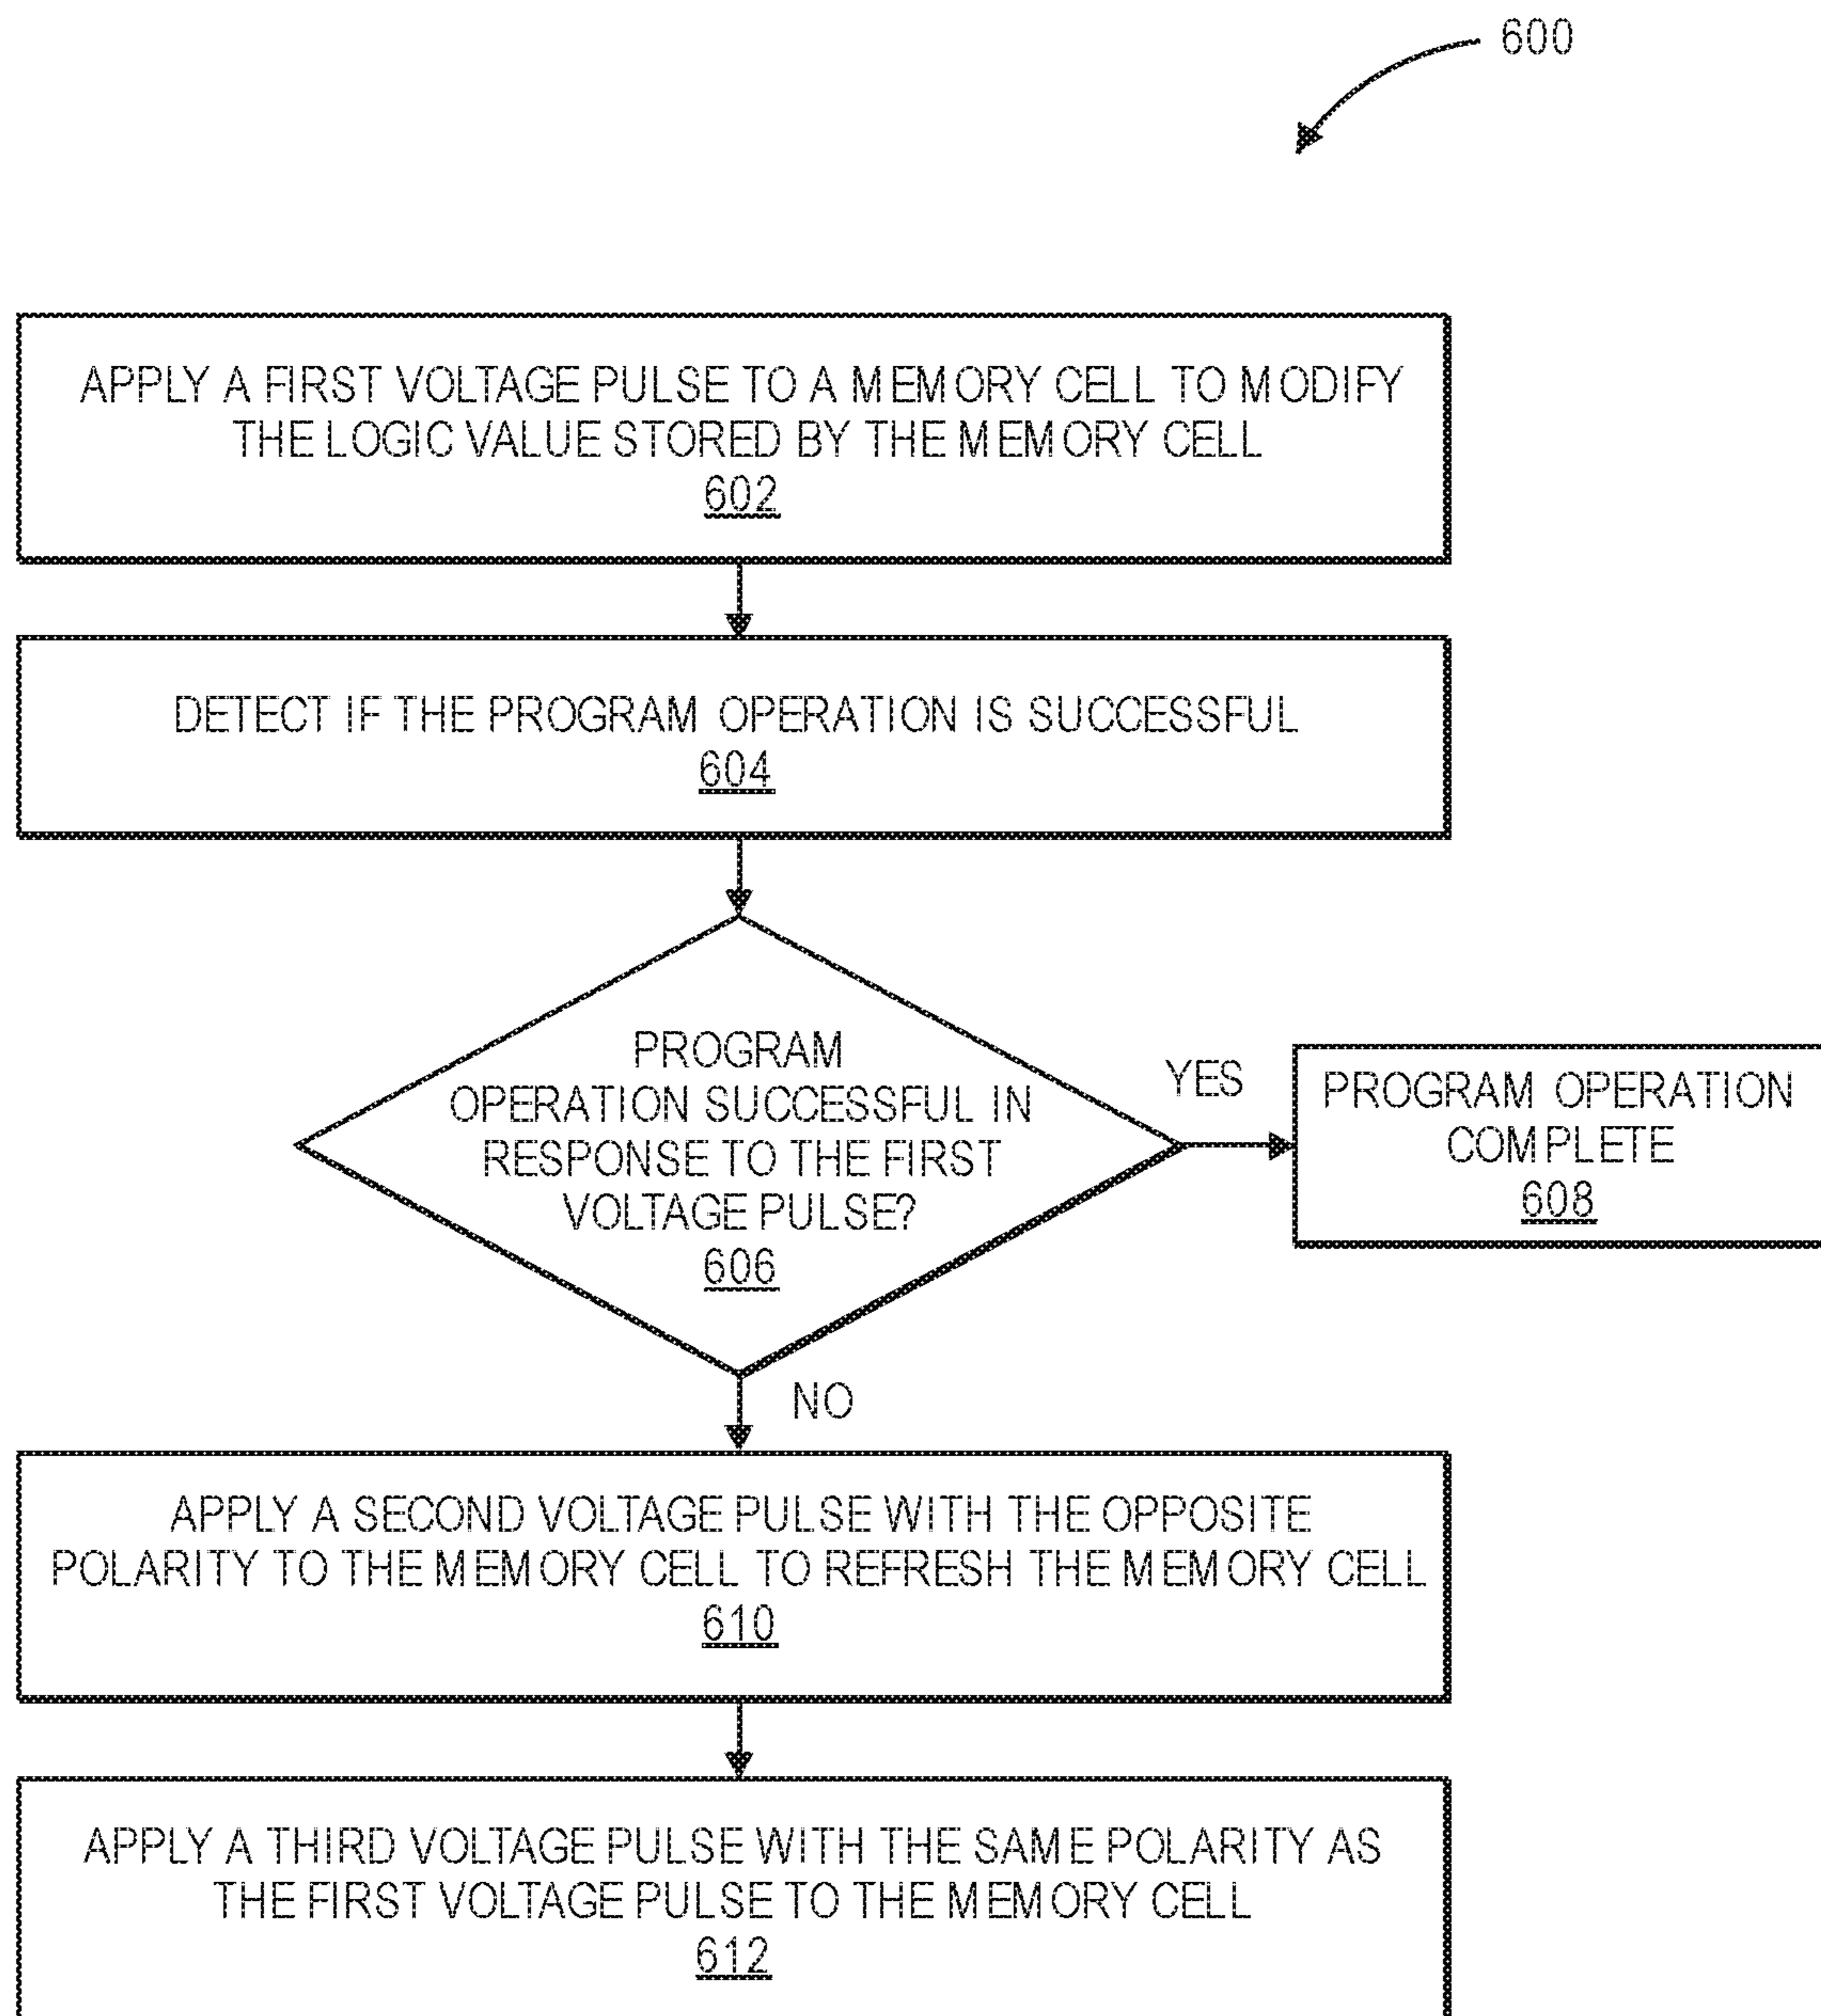 600
APPLY A FIRST VOLTAGE PULSE TO A MEMORY CELL TO MODIFY
THE LOGIC VALUE STORED BY THE MEMORY CELL
602
DETECT IF THE PROGRAM OPERATION IS SUCCESSFUL
604
PROGRAM
OPERATION SUCCESSFUL IN
RESPONSE TO THE FIRST
VOLTAGE PULSE?
606
YES
PROGRAM OPERATION
COMPLETE
608
NO
APPLY A SECOND VOLTAGE PULSE WITH THE OPPOSITE
POLARITY TO THE MEMORY CELL TO REFRESH THE MEMORY CELL
610
APPLY A THIRD VOLTAGE PULSE WITH THE SAME POLARITY AS
THE FIRST VOLTAGE PULSE TO THE MEMORY CELL
612